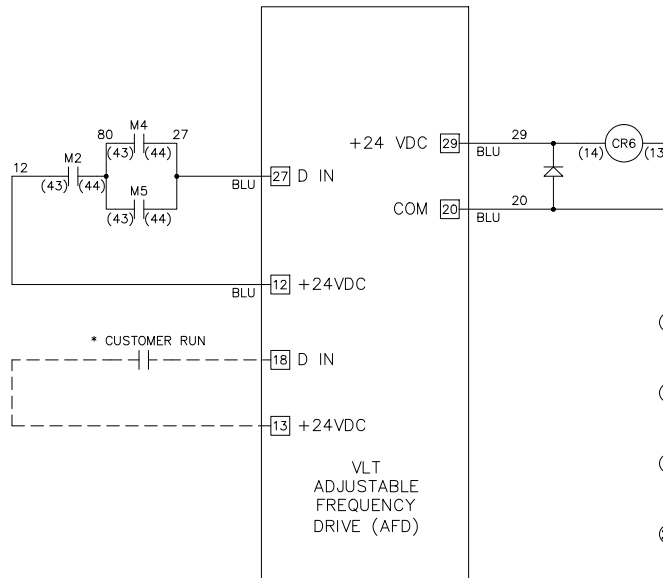 80 M4 27
(43) (44)
12 M2
(43) (44)
M5
(43) (44)
BLU 27 D IN
BLU 12 +24VDC
* CUSTOMER RUN
18 D IN
13 +24VDC
+24 VDC 29 BLU 29
(14) CR6 (13
COM 20 BLU 20
VLT
ADJUSTABLE
FREQUENCY
DRIVE (AFD)